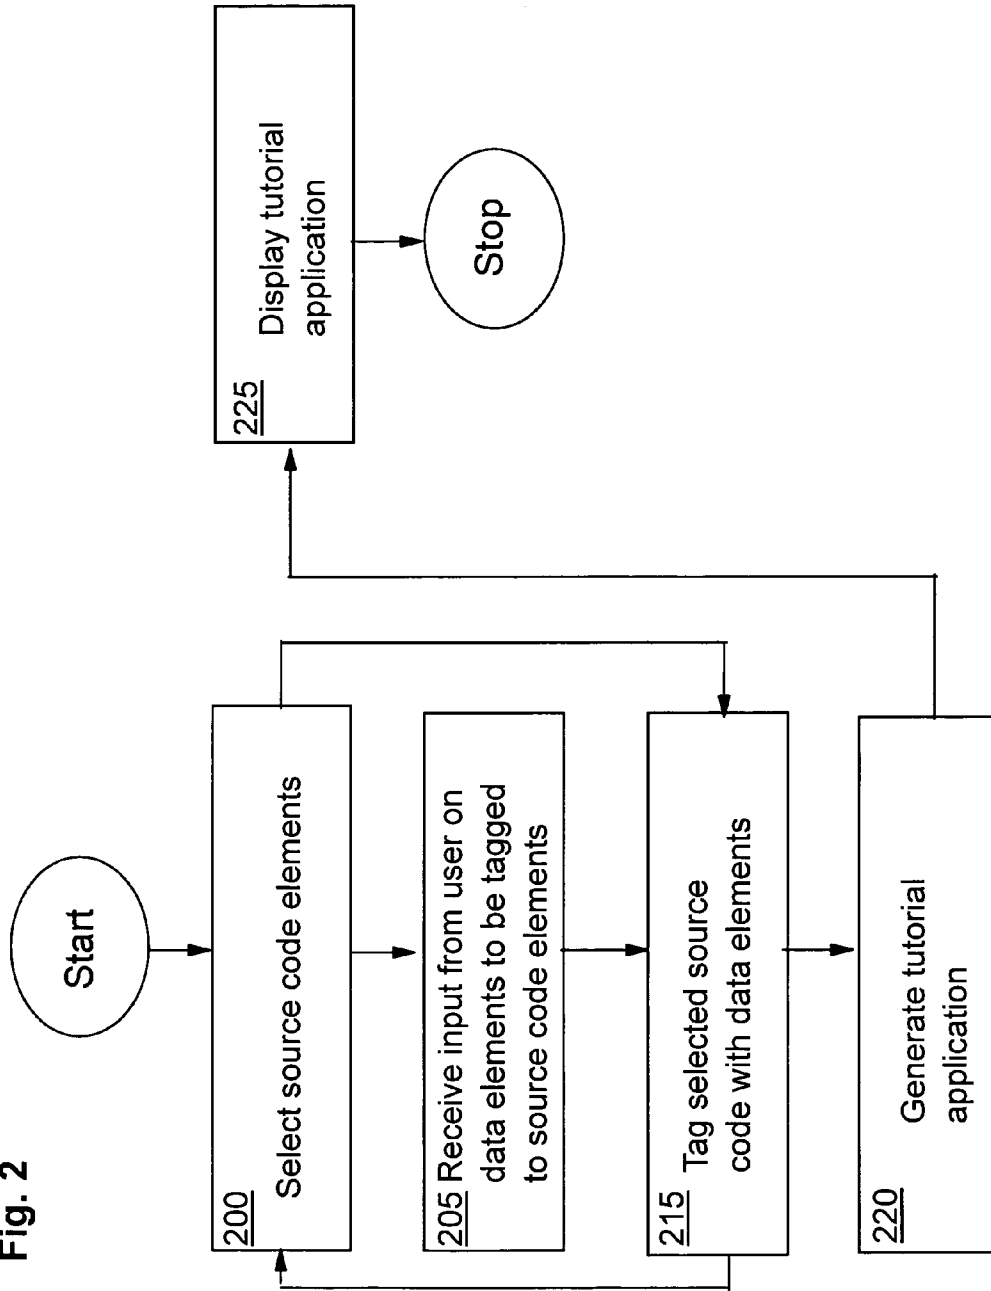 Fig. 2
Start
200
Select source code elements
205 Receive input from user on
data elements to be tagged
to source code elements
215 Tag selected source
code with data elements
220
Generate tutorial
application
225
Display tutorial
application
Stop